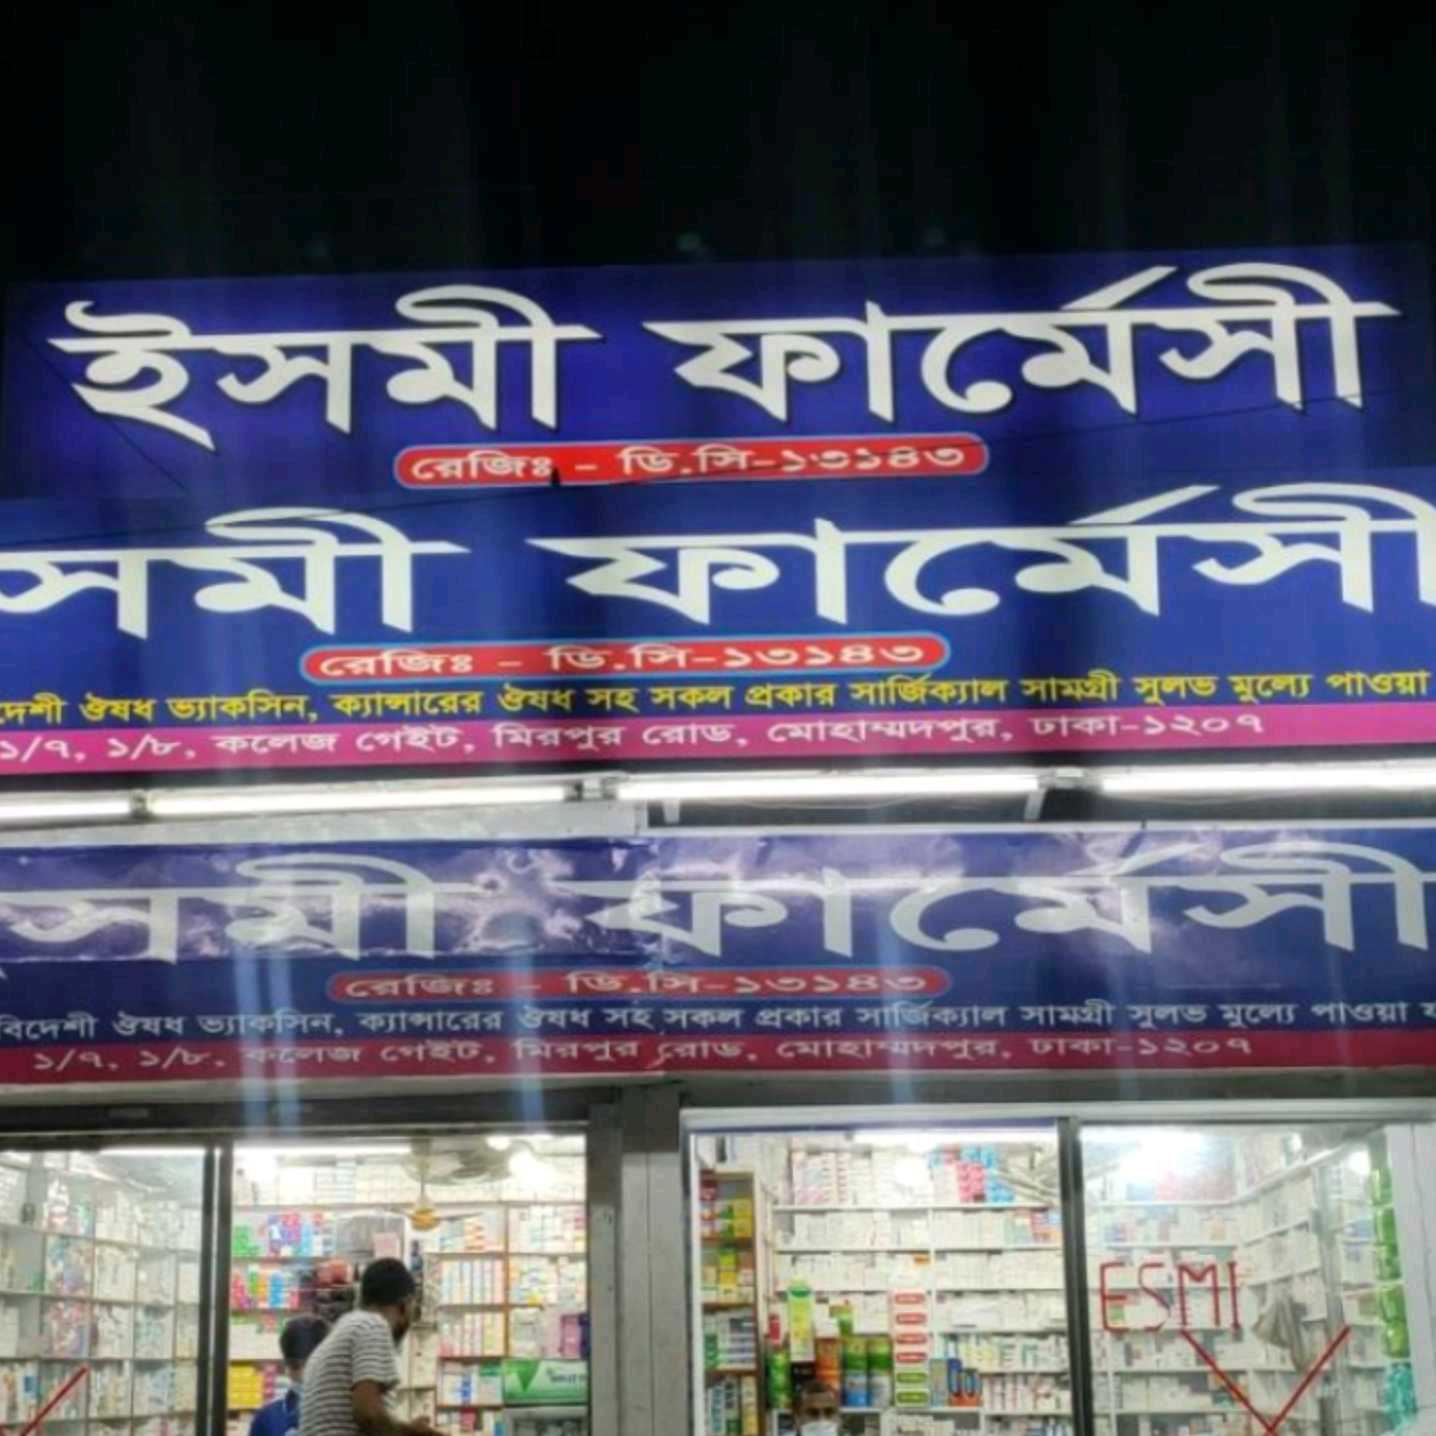 ইসমী ফার্মেসী
রেজিঃ - ডি.সি-১৩১৪৩
সমী ফার্মেসী
রেজিঃ - ডি.সি-১৩১৪৩
দেশী ঔষধ ভ্যাকসিন, ক্যান্সারের ঔষধ সহ সকল প্রকার সার্জিক্যাল সামগ্রী সুলভ মুল্যে পাওয়া
১/৭, ১/৮, কলেজ গেইট, মিরপুর রোড, মোহাম্মদপুর, ঢাকা-১২০৭
সমী ফার্মেসী
রেজিঃ - ডি.সি-১৩১৪৩
বিদেশী ঔষধ ভ্যাকসিন, ক্যান্সারের ঔষধ সহ সকল প্রকার সার্জিক্যাল সামগ্রী সুলভ মুল্যে পাওয়া
১/৭, ১/৮, কলেজ গেইট, মিরপুর রোড, মোহাম্মদপুর, ঢাকা-১২০৭
ESMI